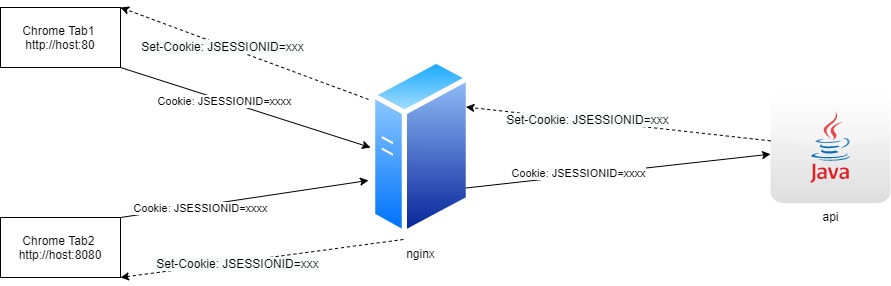 Chrome Tab1
http://host:80
Set-Cookie: JSESSIONID=xxx
Cookie: JSESSIONID=xxxx
Set-Cookie: JSESSIONID=xxx
Cookie: JSESSIONID=xxxx
Java
api
Cookie: JSESSIONID=xxxx
Chrome Tab2
http://host:8080
Set-Cookie: JSESSIONID=xxx
nginx